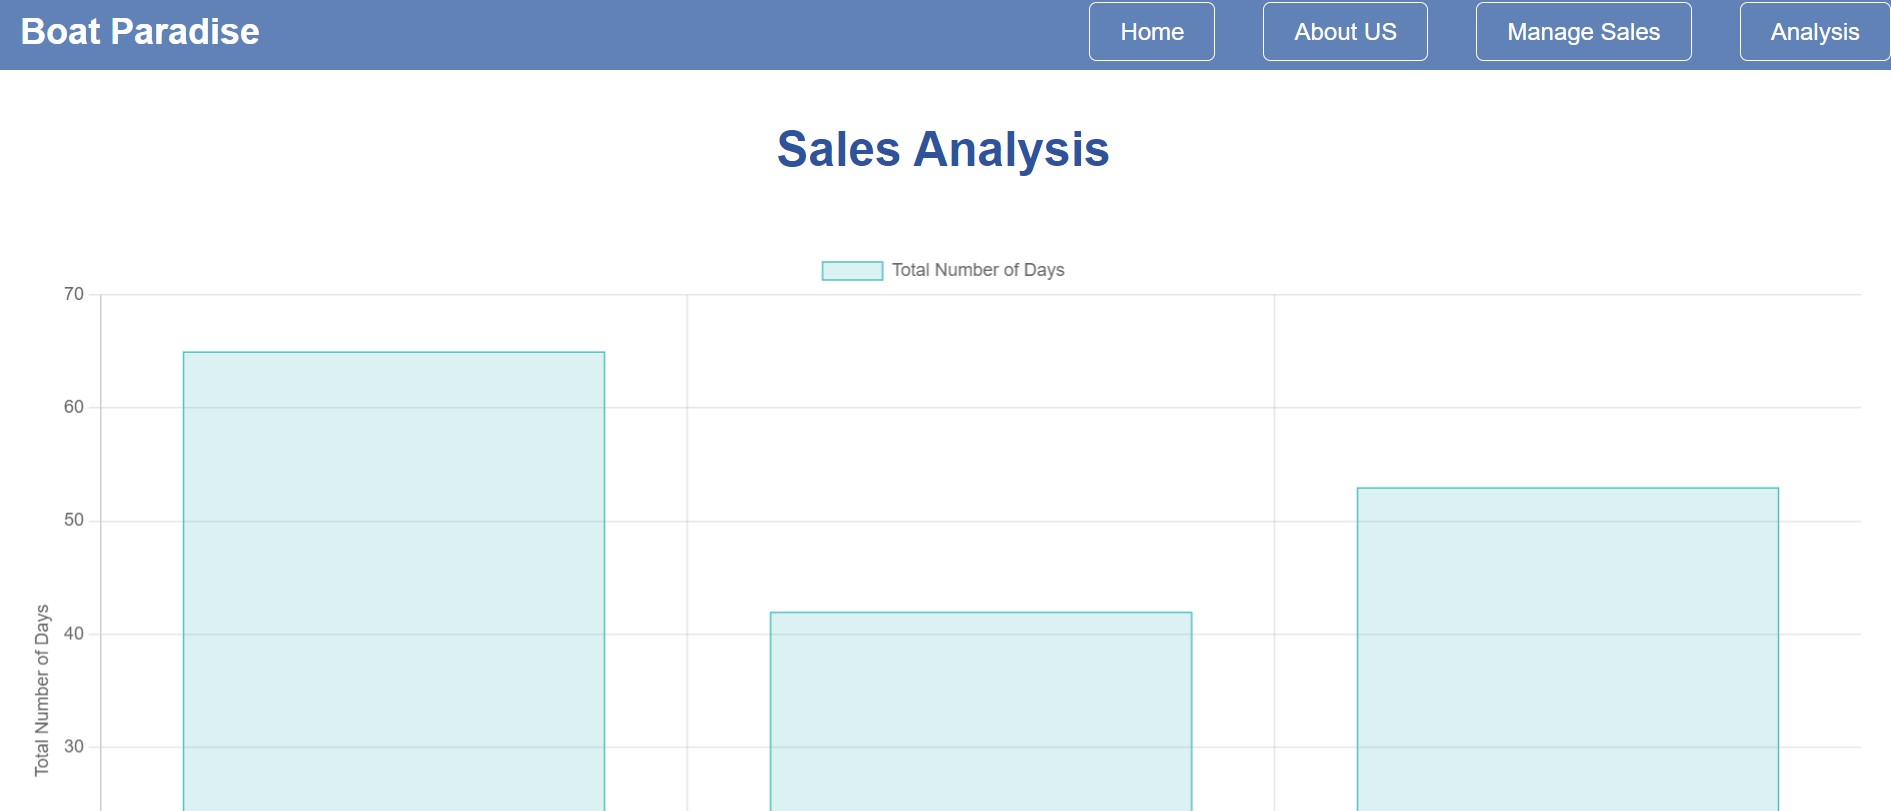 Boat Paradise
Home
About US
Manage Sales
Analysis
Sales Analysis
Total Number of Days
70
60
50
40
30
Total Number of Days